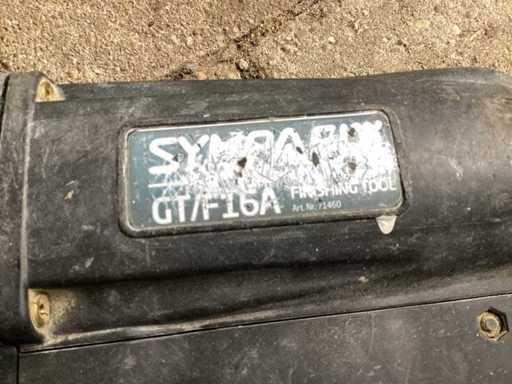 GT/F16A FINISHING TOOL
Art.Nr. 71460